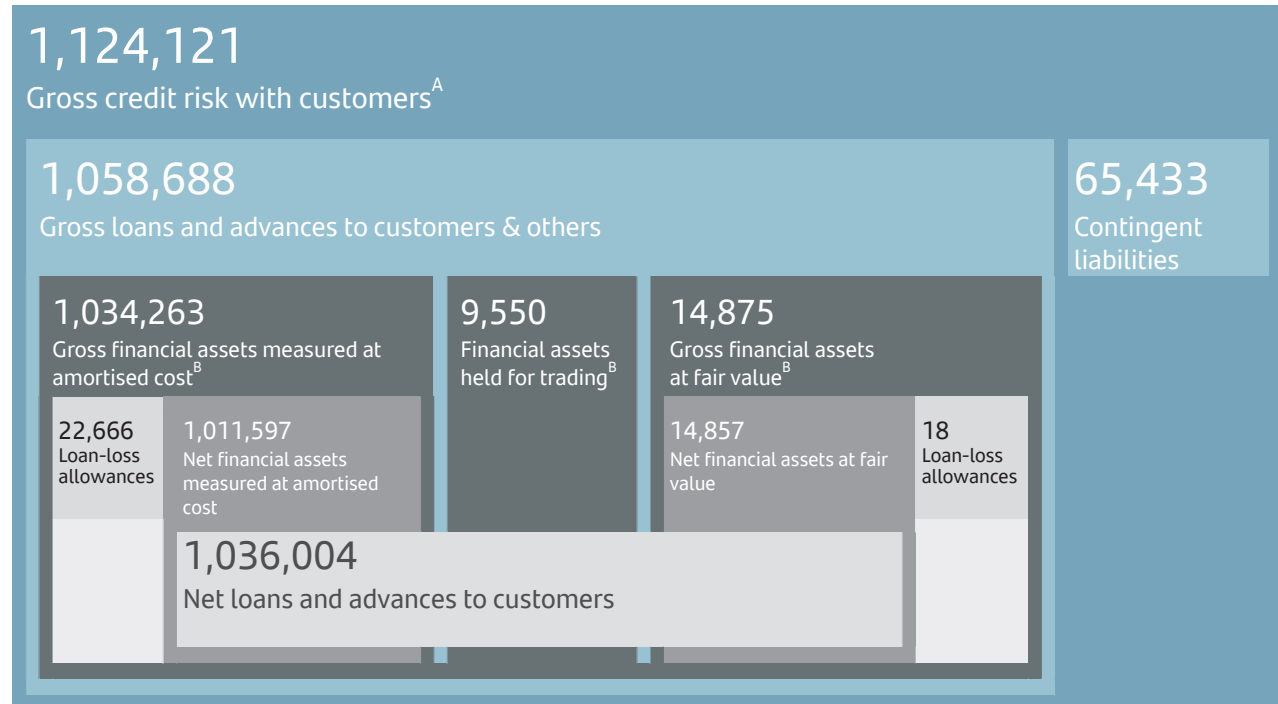 1,124,121
Gross credit risk with customersA
1,058,688
Gross loans and advances to customers & others
65,433
Contingent
liabilities
1,034,263
Gross financial assets measured at
amortised costB
9,550
Financial assets
held for tradingB
14,875
Gross financial assets
at fair valueB
22,666
Loan-loss
allowances
1,011,597
Net financial assets
measured at amortised
cost
14,857
Net financial assets at fair
value
18
Loan-loss
allowances
1,036,004
Net loans and advances to customers